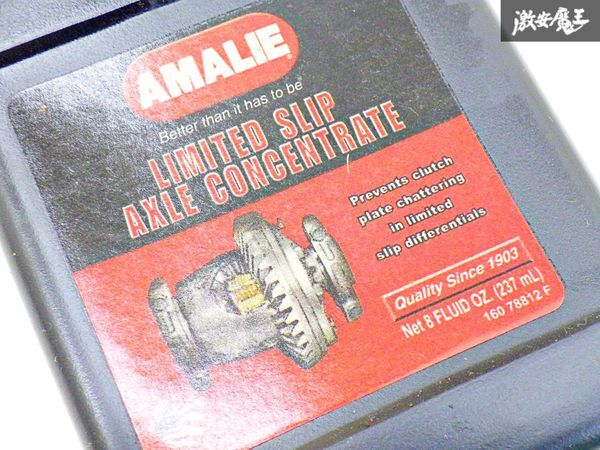 激安魔王
AMALIE
Better than it has to be
LIMITED SLIP
AXLE CONCENTRATE
Prevents clutch
plate chattering
in limited
slip differentials
Quality Since 1903
Net 8 FLUID OZ. (237 mL)
160 78812 F